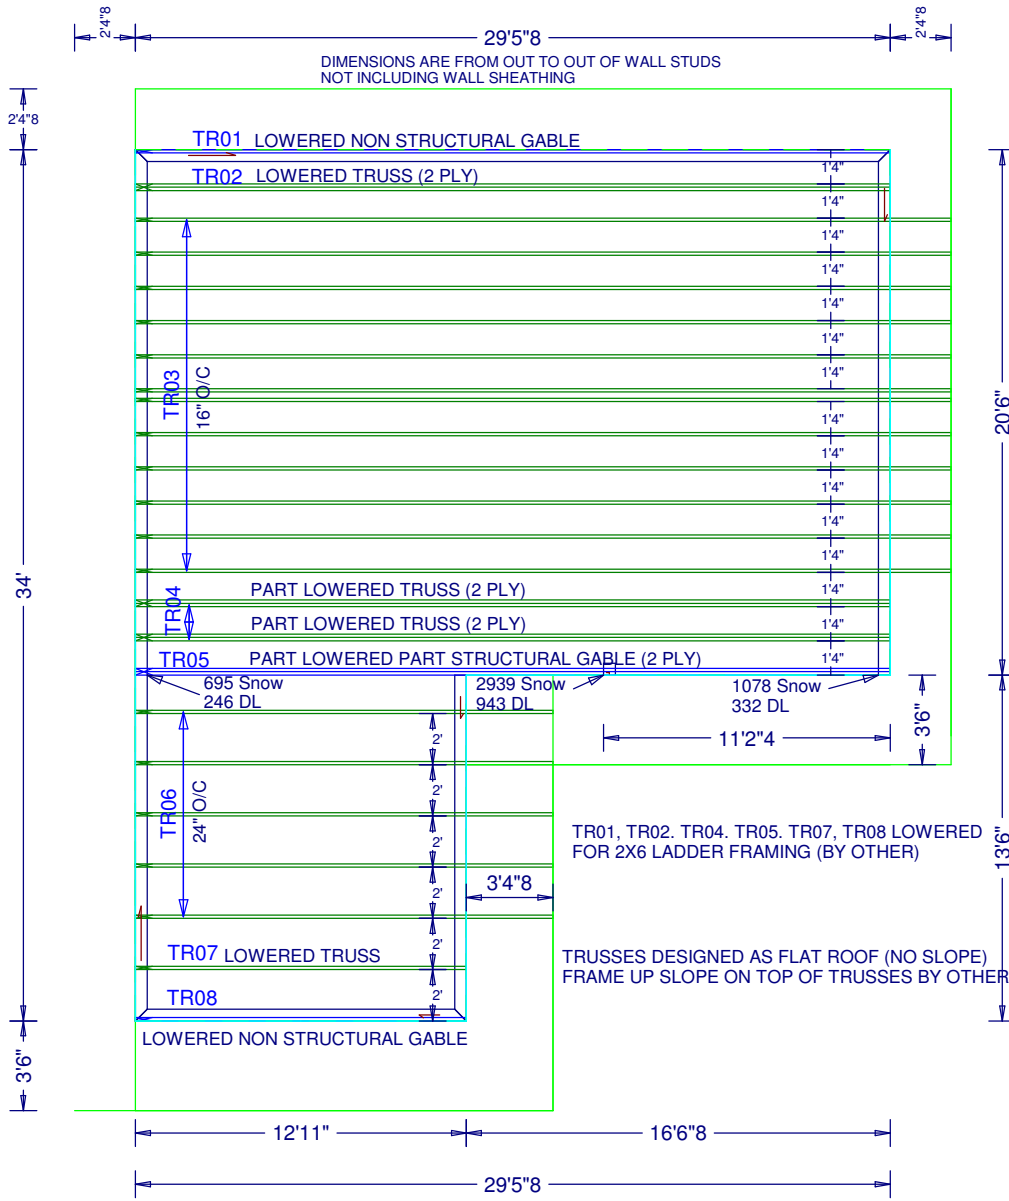 2'4"8
29'5"8
2'4"8
DIMENSIONS ARE FROM OUT TO OUT OF WALL STUDS
NOT INCLUDING WALL SHEATHING
2'4"8
TR01 LOWERED NON STRUCTURAL GABLE
1'4"
TR02 LOWERED TRUSS (2 PLY)
1'4"
1'4"
1'4"
1'4"
1'4"
1'4"
TR03
16" O/C
20'6"
1'4"
1'4"
1'4"
1'4"
1'4"
34'
PART LOWERED TRUSS (2 PLY)
1'4"
TR04
PART LOWERED TRUSS (2 PLY)
1'4"
TR05 PART LOWERED PART STRUCTURAL GABLE (2 PLY)
1'4"
695 Snow
246 DL
2939 Snow
943 DL
1078 Snow
332 DL
3'6"
11'2"4
2'
2'
TR06
24" O/C
2'
2'
TR01, TR02. TR04. TR05. TR07, TR08 LOWERED
FOR 2X6 LADDER FRAMING (BY OTHER)
13'6"
3'4"8
TR07 LOWERED TRUSS
2'
TRUSSES DESIGNED AS FLAT ROOF (NO SLOPE)
FRAME UP SLOPE ON TOP OF TRUSSES BY OTHER
TR08
2'
LOWERED NON STRUCTURAL GABLE
3'6"
12'11"
16'6"8
29'5"8